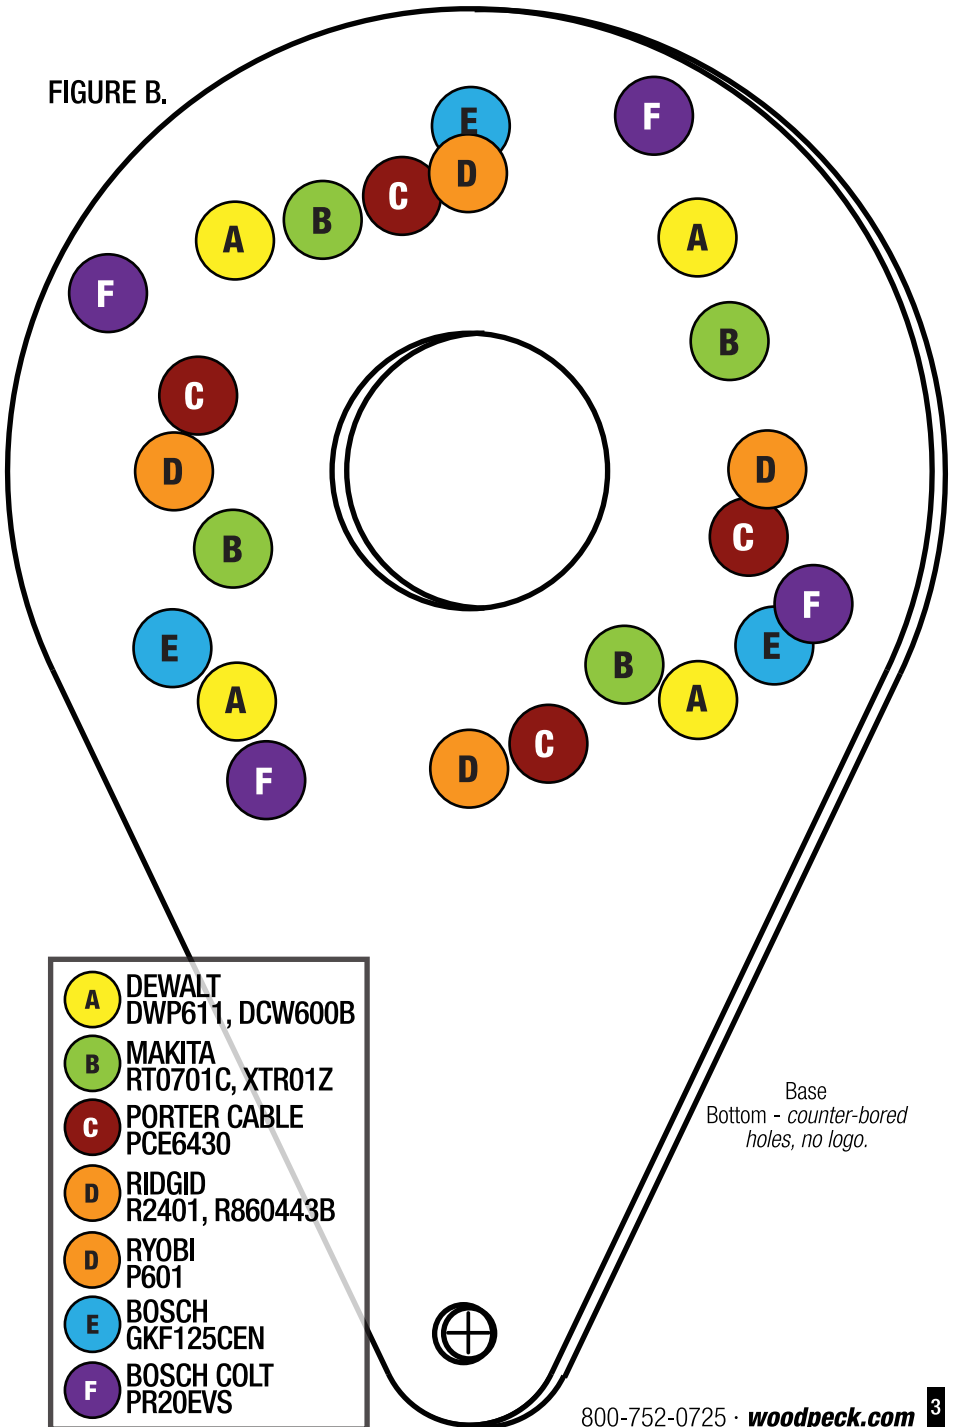 FIGURE B.
E
F
D
C
B
A
A
F
B
C
D
D
C
B
F
E
B
E
A
A
C
D
F
A DEWALT
DWP611, DCW600B
B MAKITA
RT0701C, XTR01Z
C PORTER CABLE
PCE6430
D RIDGID
R2401, R860443B
D RYOBI
P601
E BOSCH
GKF125CEN
F BOSCH COLT
PR20EVS
Base
Bottom - counter-bored
holes, no logo.
800-752-0725 · woodpeck.com 3